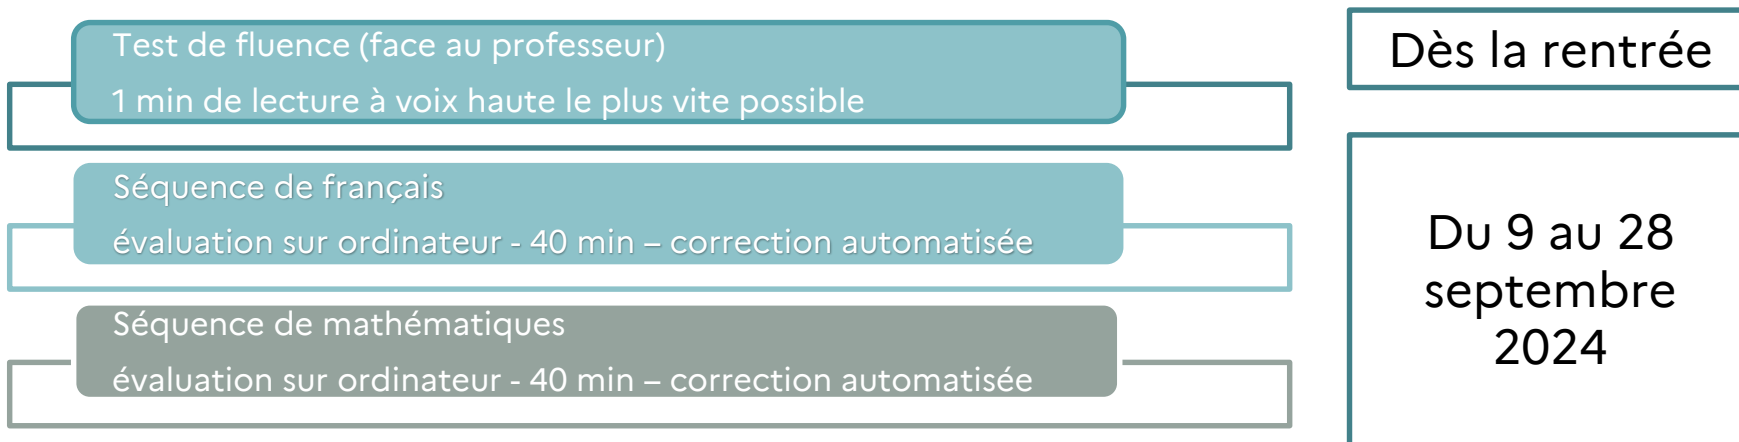 Test de fluence (face au professeur)
1 min de lecture à voix haute le plus vite possible
Dès la rentrée
Séquence de français
évaluation sur ordinateur - 40 min – correction automatisée
Séquence de mathématiques
évaluation sur ordinateur - 40 min – correction automatisée
Du 9 au 28
septembre
2024